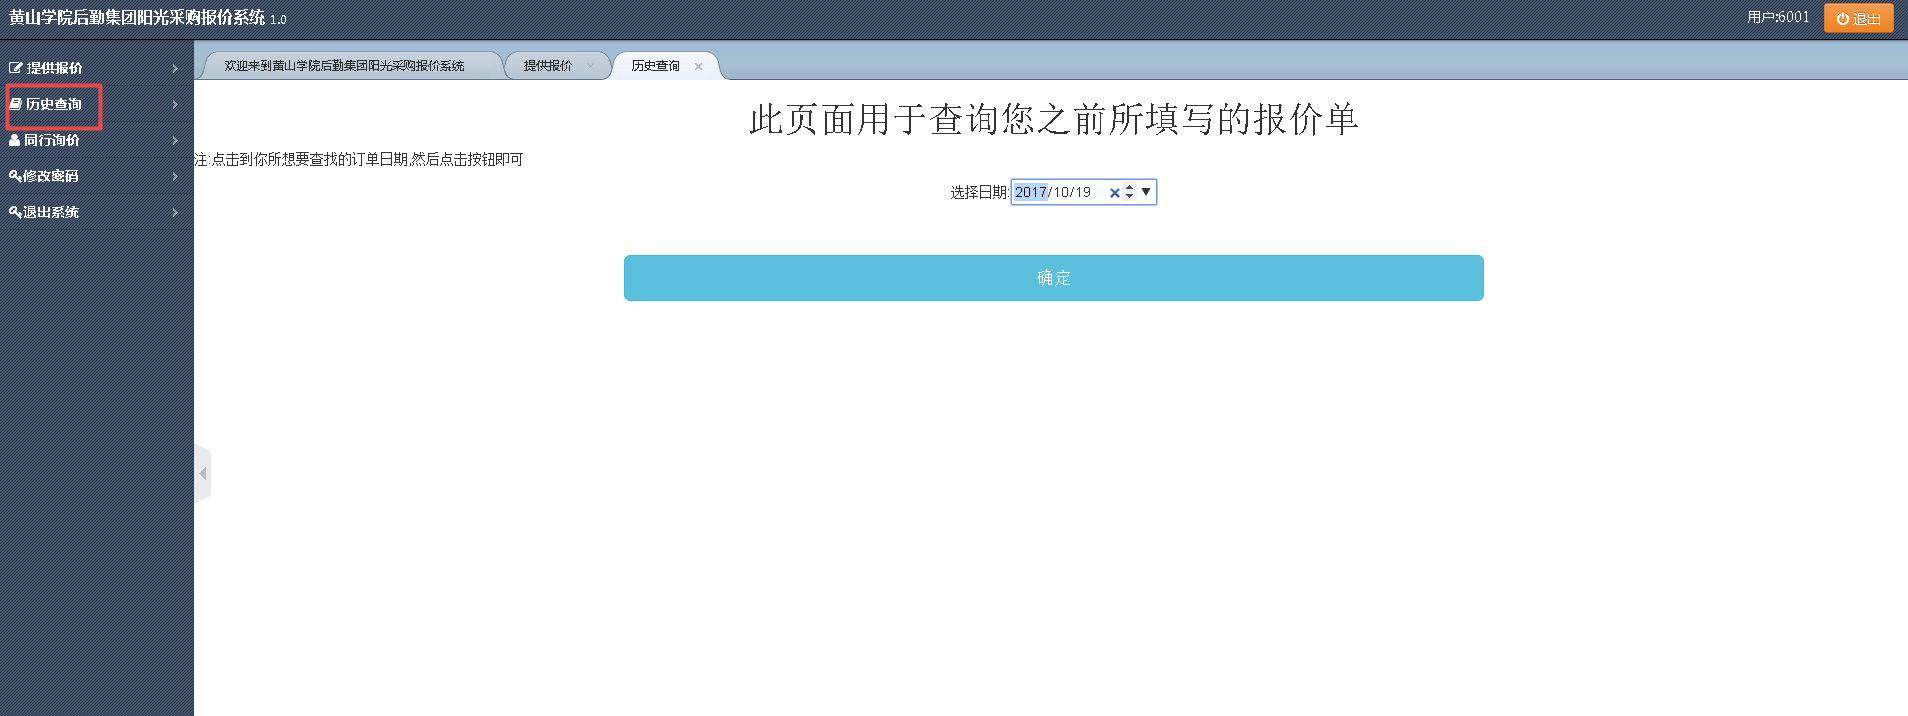 黄山学院后勤集团阳光采购报价系统 1.0
用户:6001
退出
提供报价
历史查询
同行询价
修改密码
退出系统
欢迎来到黄山学院后勤集团阳光采购报价系统
提供报价
历史查询
此页面用于查询您之前所填写的报价单
注:点击到你所想要查找的订单日期,然后点击按钮即可
选择日期: 2017/10/19
确定